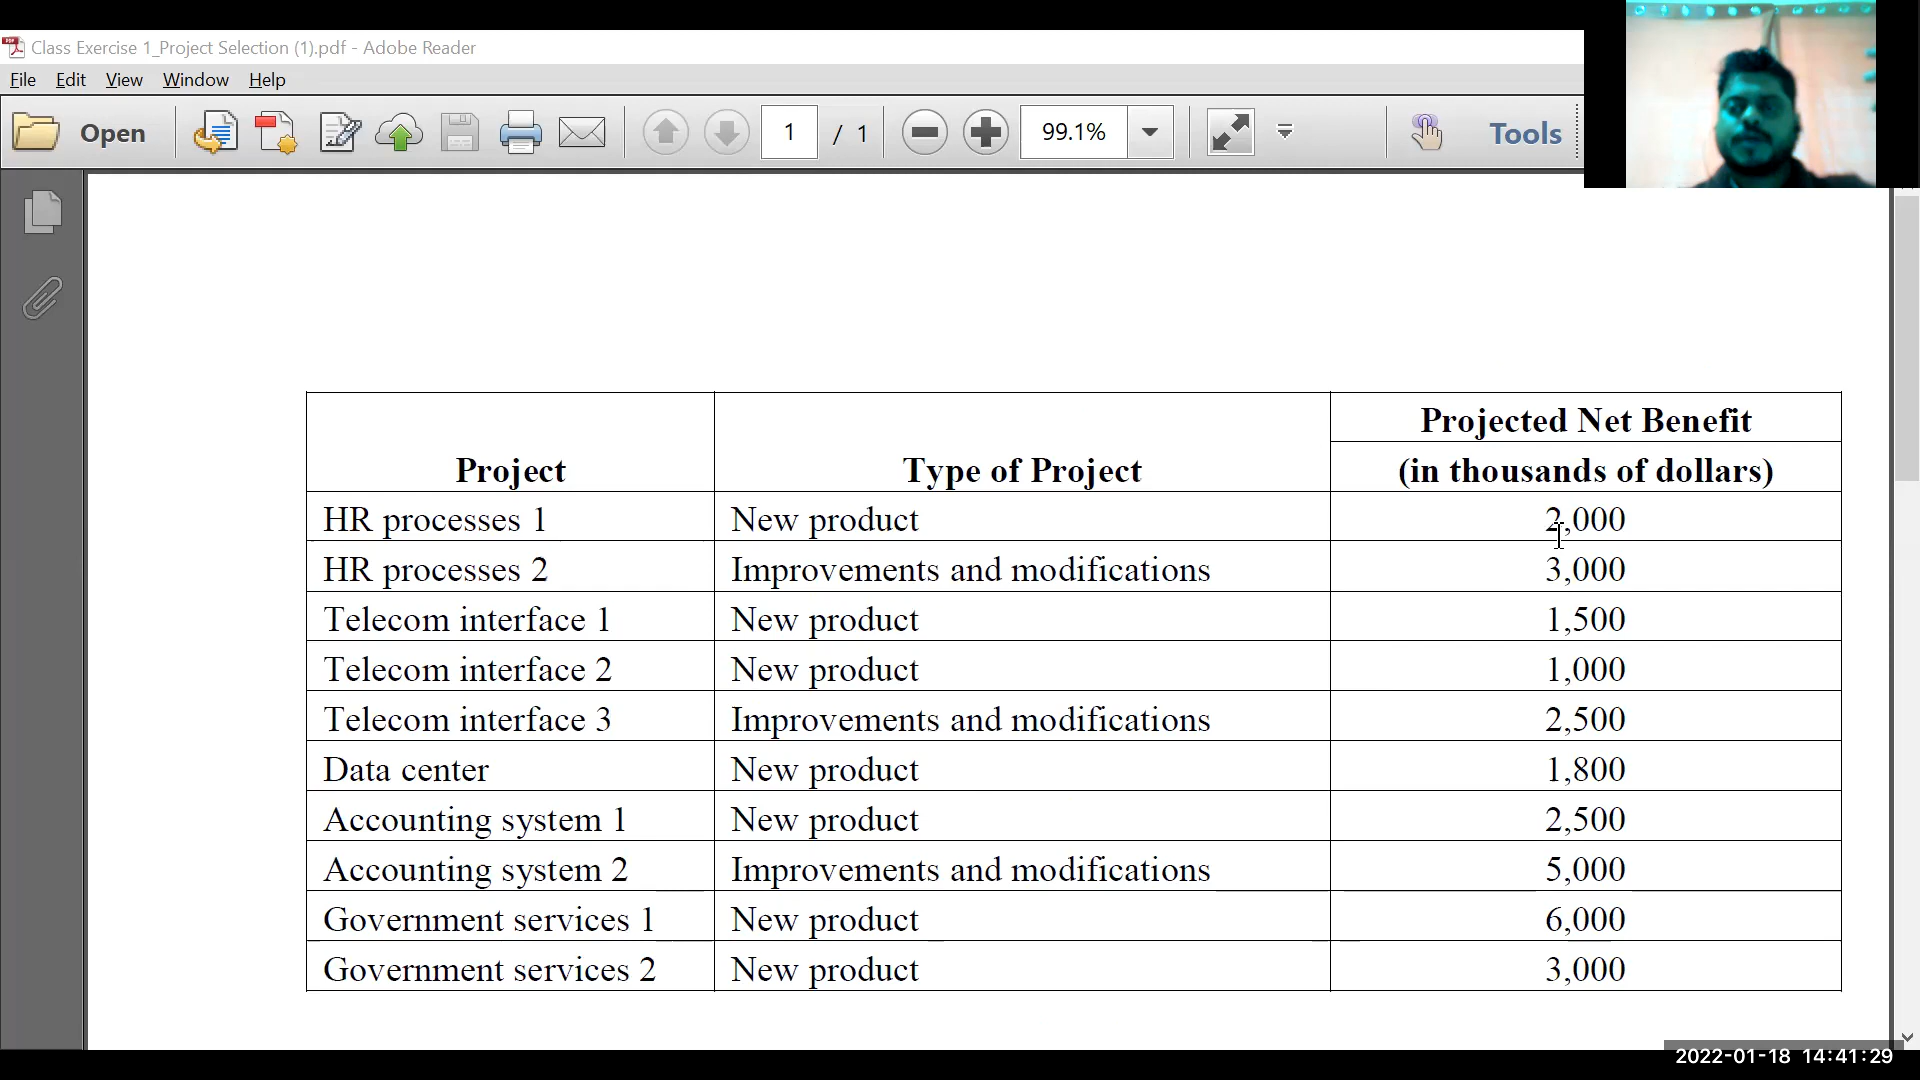 Class Exercise 1_Project Selection (1).pdf - Adobe Reader
File Edit View Window Help
Open 1 / 1 99.1% Tools
Projected Net Benefit
Project Type of Project (in thousands of dollars)
HR processes 1 New product 2,000
HR processes 2 Improvements and modifications 3,000
Telecom interface 1 New product 1,500
Telecom interface 2 New product 1,000
Telecom interface 3 Improvements and modifications 2,500
Data center New product 1,800
Accounting system 1 New product 2,500
Accounting system 2 Improvements and modifications 5,000
Government services 1 New product 6,000
Government services 2 New product 3,000
2022-01-18 14:41:29